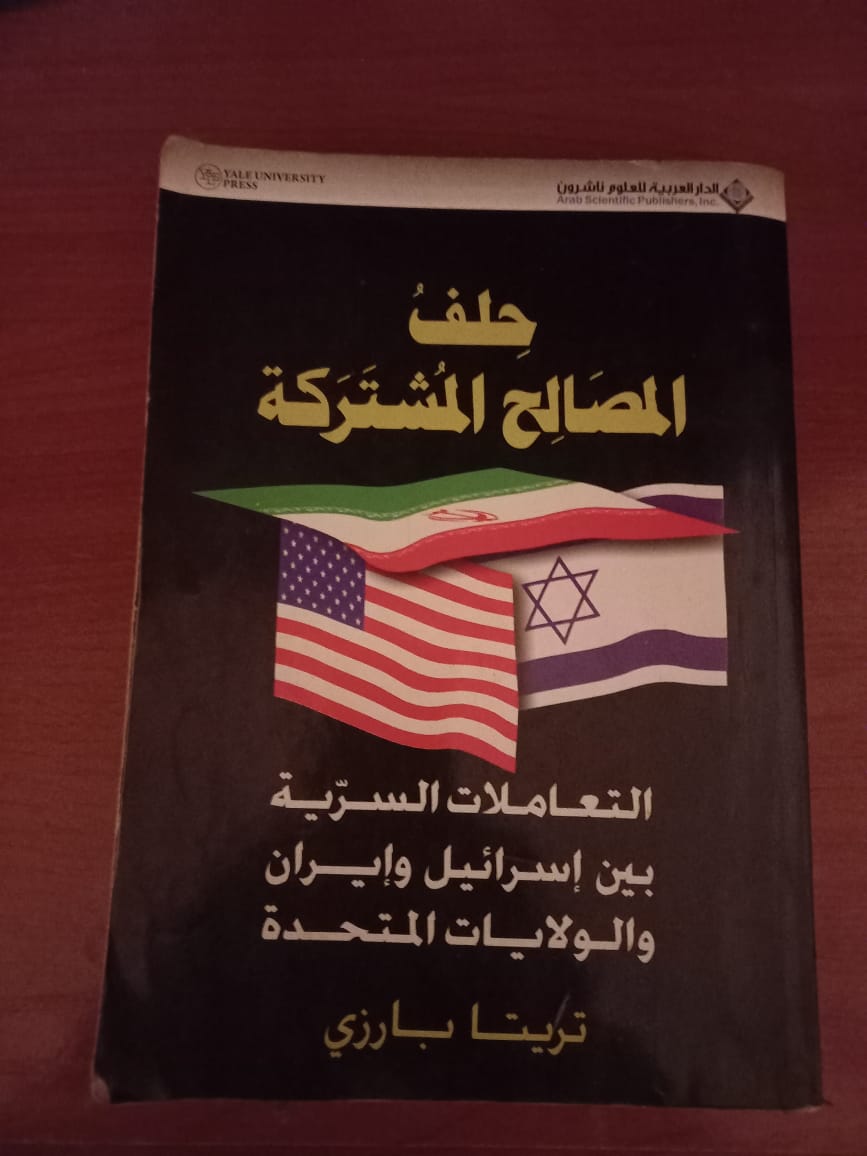 YALE UNIVERSITY
PRESS
الدار العربية للعلوم ناشرون
Arab Scientific Publishers, Inc.
حِلفُ
المصَالِح المُشتَرَكة
التعاملات السرّية
بين إسرائيل وإيران
والولايات المتحدة
تريتا بارزي